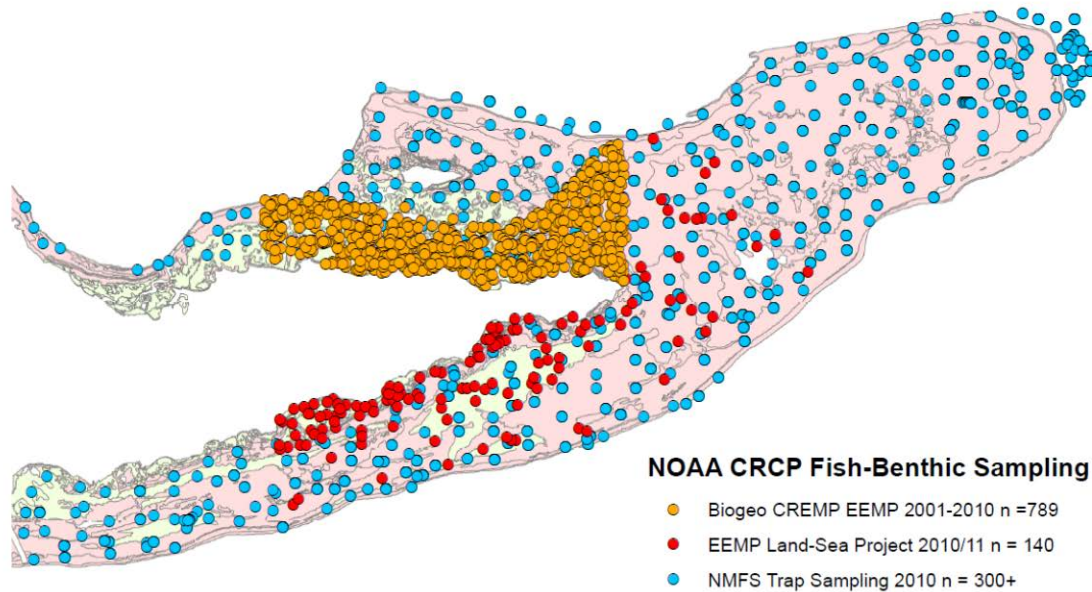 NOAA CRCP Fish-Benthic Sampling
Biogeo CREMP EEMP 2001-2010 n =789
EEMP Land-Sea Project 2010/11 n = 140
NMFS Trap Sampling 2010 n = 300+